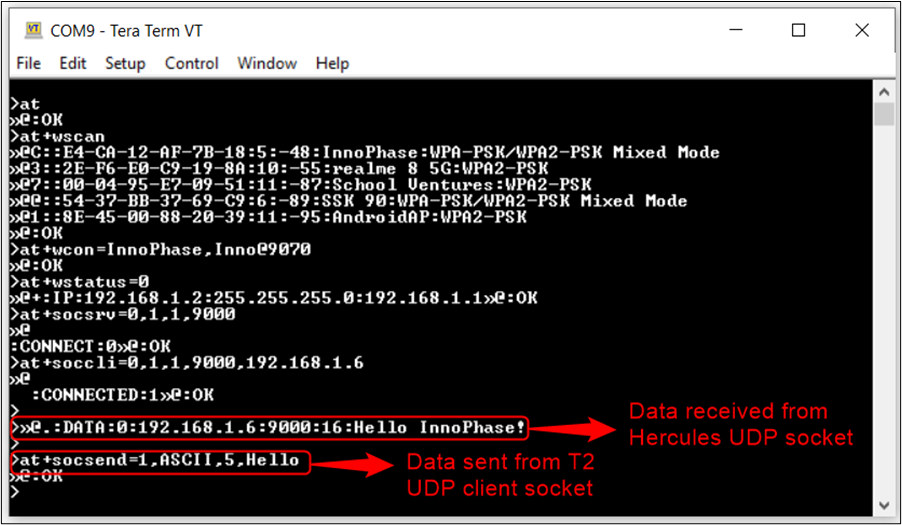 VT
COM9 - Tera Term VT
File Edit Setup Control Window Help
>at
»@:OK
>at+wscan
»@C::E4-CA-12-AF-7B-18:5:-48:InnoPhase:WPA-PSK/WPA2-PSK Mixed Mode
»@3::2E-F6-E0-C9-19-8A:10:-55:realme 8 5G:WPA2-PSK
»@7::00-04-95-E7-09-51:11:-87:School Ventures:WPA2-PSK
»@@::54-37-BB-37-69-C9:6:-89:SSK 90:WPA-PSK/WPA2-PSK Mixed Mode
»@1::8E-45-00-88-20-39:11:-95:AndroidAP:WPA2-PSK
»@:OK
>at+wcon=InnoPhase,Inno@9070
»@:OK
>at+wstatus=0
»@+:IP:192.168.1.2:255.255.255.0:192.168.1.1»@:OK
>at+socsrv=0,1,1,9000
»@
:CONNECT:0»@:OK
>at+soccli=0,1,1,9000,192.168.1.6
»@
:CONNECTED:1»@:OK
>
>»@.:DATA:0:192.168.1.6:9000:16:Hello InnoPhase!
>
>at+socsend=1,ASCII,5,Hello
»@:OK
>
Data received from
Hercules UDP socket
Data sent from T2
UDP client socket